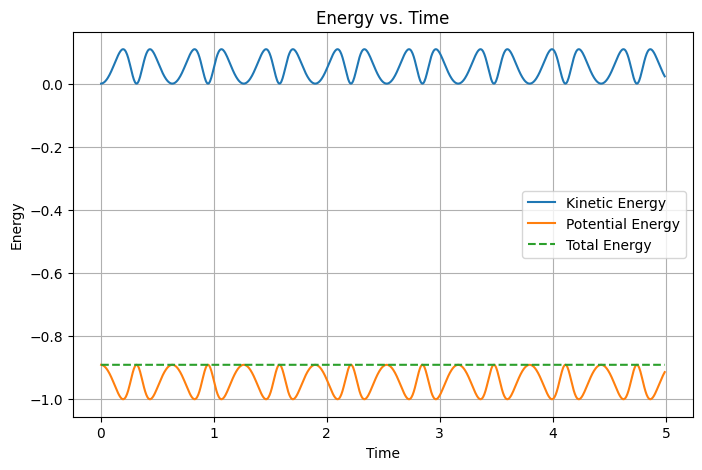 Energy vs. Time
0.0
−0.2
−0.4
−0.6
−0.8
−1.0
Energy
Kinetic Energy
Potential Energy
Total Energy
0 1 2 3 4 5
Time